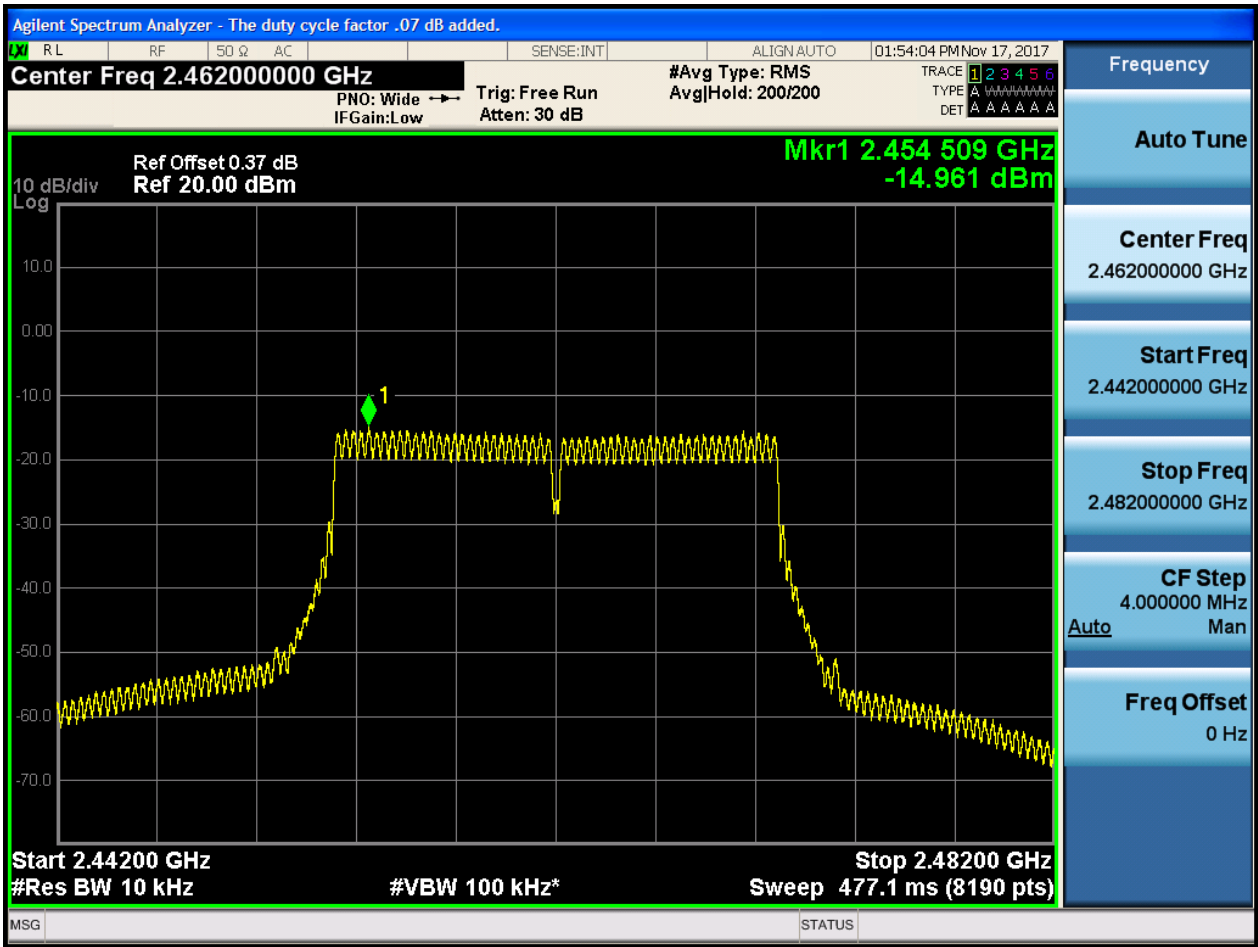 Agilent Spectrum Analyzer - The duty cycle factor .07 dB added.
LXI RL RF 50 Ω AC SENSE:INT ALIGN AUTO 01:54:04 PM Nov 17, 2017
Center Freq 2.462000000 GHz
PNO: Wide
IFGain:Low
Trig: Free Run
Atten: 30 dB
#Avg Type: RMS
Avg|Hold: 200/200
TRACE 1 2 3 4 5 6
TYPE A WWWWW
DET A A A A A A
Ref Offset 0.37 dB
Ref 20.00 dBm
10 dB/div
Log
Mkr1 2.454 509 GHz
-14.961 dBm
10.0
0.00
-10.0
-20.0
-30.0
-40.0
-50.0
-60.0
-70.0
1
Start 2.44200 GHz
Stop 2.48200 GHz
#Res BW 10 kHz
#VBW 100 kHz*
Sweep 477.1 ms (8190 pts)
MSG
STATUS
Frequency
Auto Tune
Center Freq
2.462000000 GHz
Start Freq
2.442000000 GHz
Stop Freq
2.482000000 GHz
CF Step
4.000000 MHz
Auto Man
Freq Offset
0 Hz